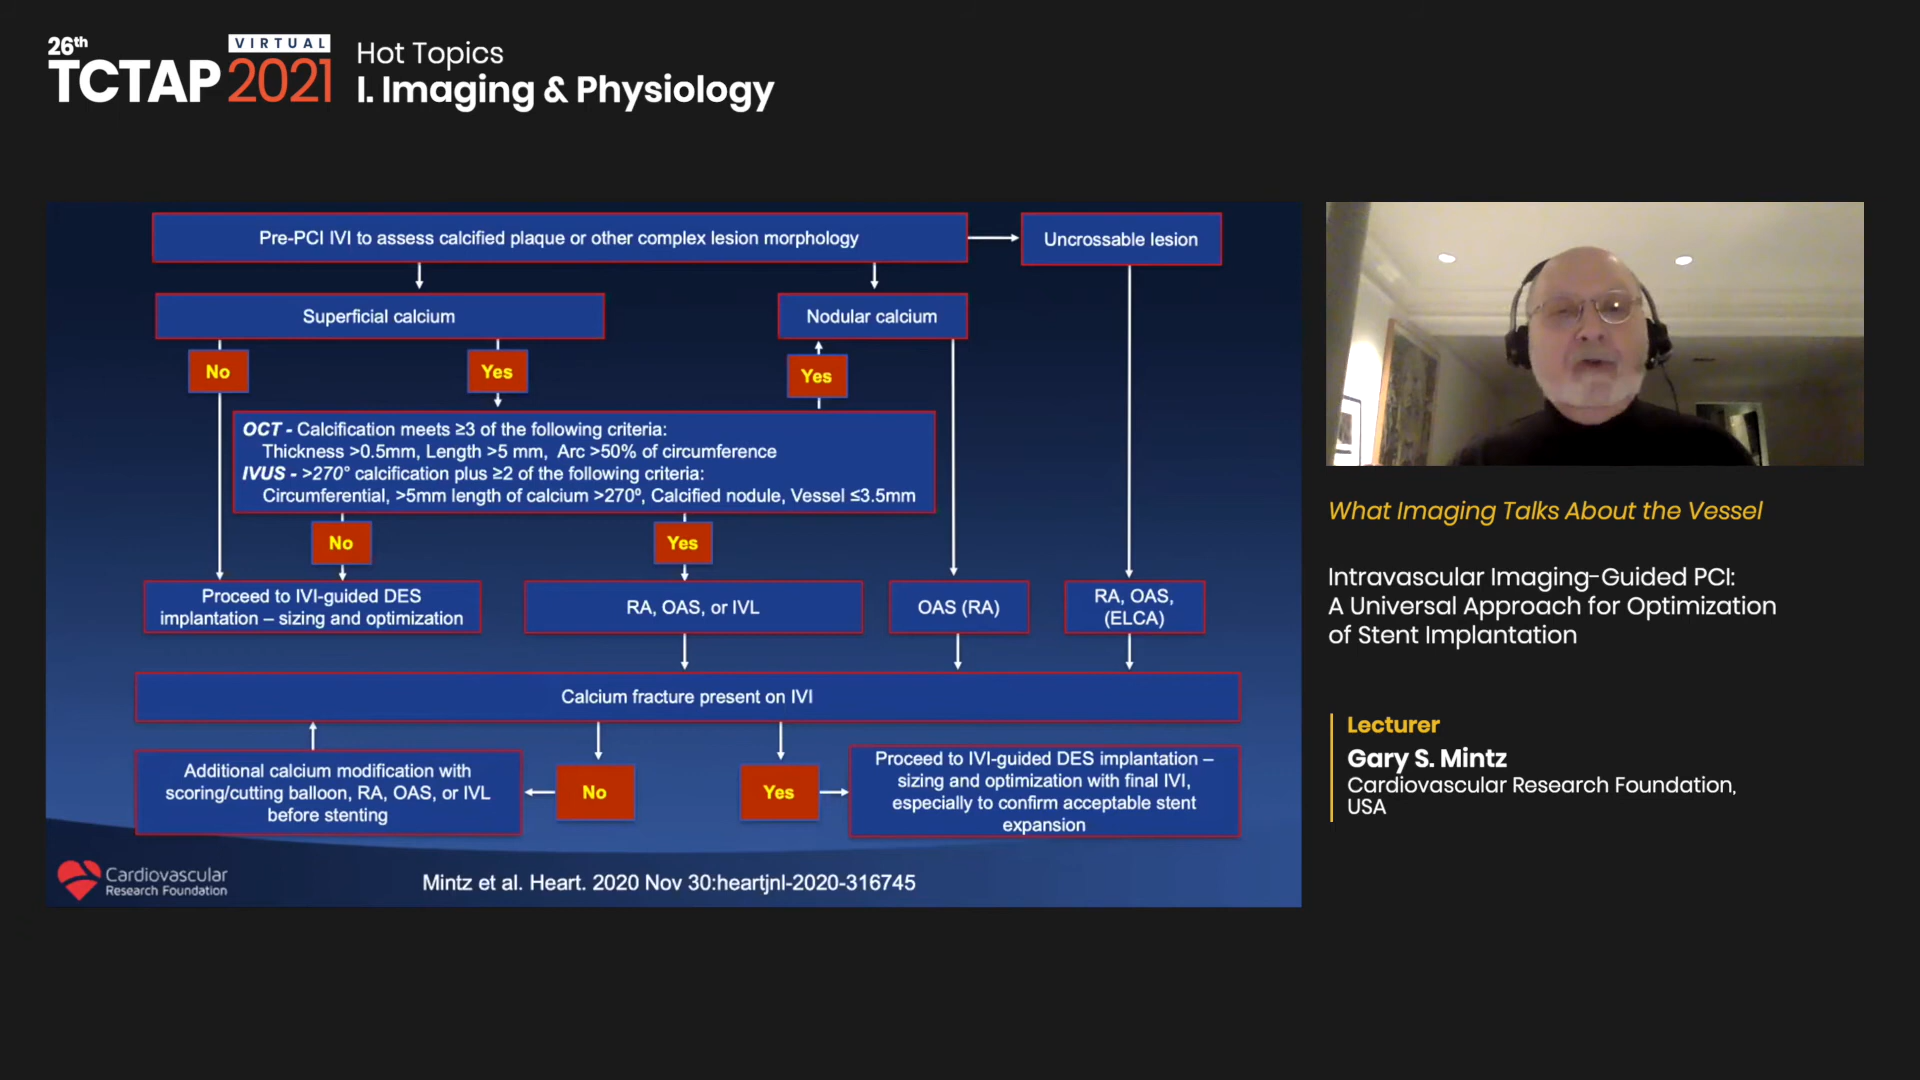 26th
VIRTUAL
TCTAP 2021
Hot Topics
I. Imaging & Physiology
Pre-PCI IVI to assess calcified plaque or other complex lesion morphology
Uncrossable lesion
Superficial calcium
Nodular calcium
No
Yes
Yes
OCT - Calcification meets ≥3 of the following criteria:
Thickness >0.5mm, Length >5 mm, Arc >50% of circumference
IVUS - >270° calcification plus ≥2 of the following criteria:
Circumferential, >5mm length of calcium >270º, Calcified nodule, Vessel ≤3.5mm
No
Yes
Proceed to IVI-guided DES
implantation – sizing and optimization
RA, OAS, or IVL
OAS (RA)
RA, OAS,
(ELCA)
Calcium fracture present on IVI
Additional calcium modification with
scoring/cutting balloon, RA, OAS, or IVL
before stenting
No
Yes
Proceed to IVI-guided DES implantation –
sizing and optimization with final IVI,
especially to confirm acceptable stent
expansion
Cardiovascular
Research Foundation
Mintz et al. Heart. 2020 Nov 30:heartjnl-2020-316745
What Imaging Talks About the Vessel
Intravascular Imaging-Guided PCI:
A Universal Approach for Optimization
of Stent Implantation
Lecturer
Gary S. Mintz
Cardiovascular Research Foundation,
USA